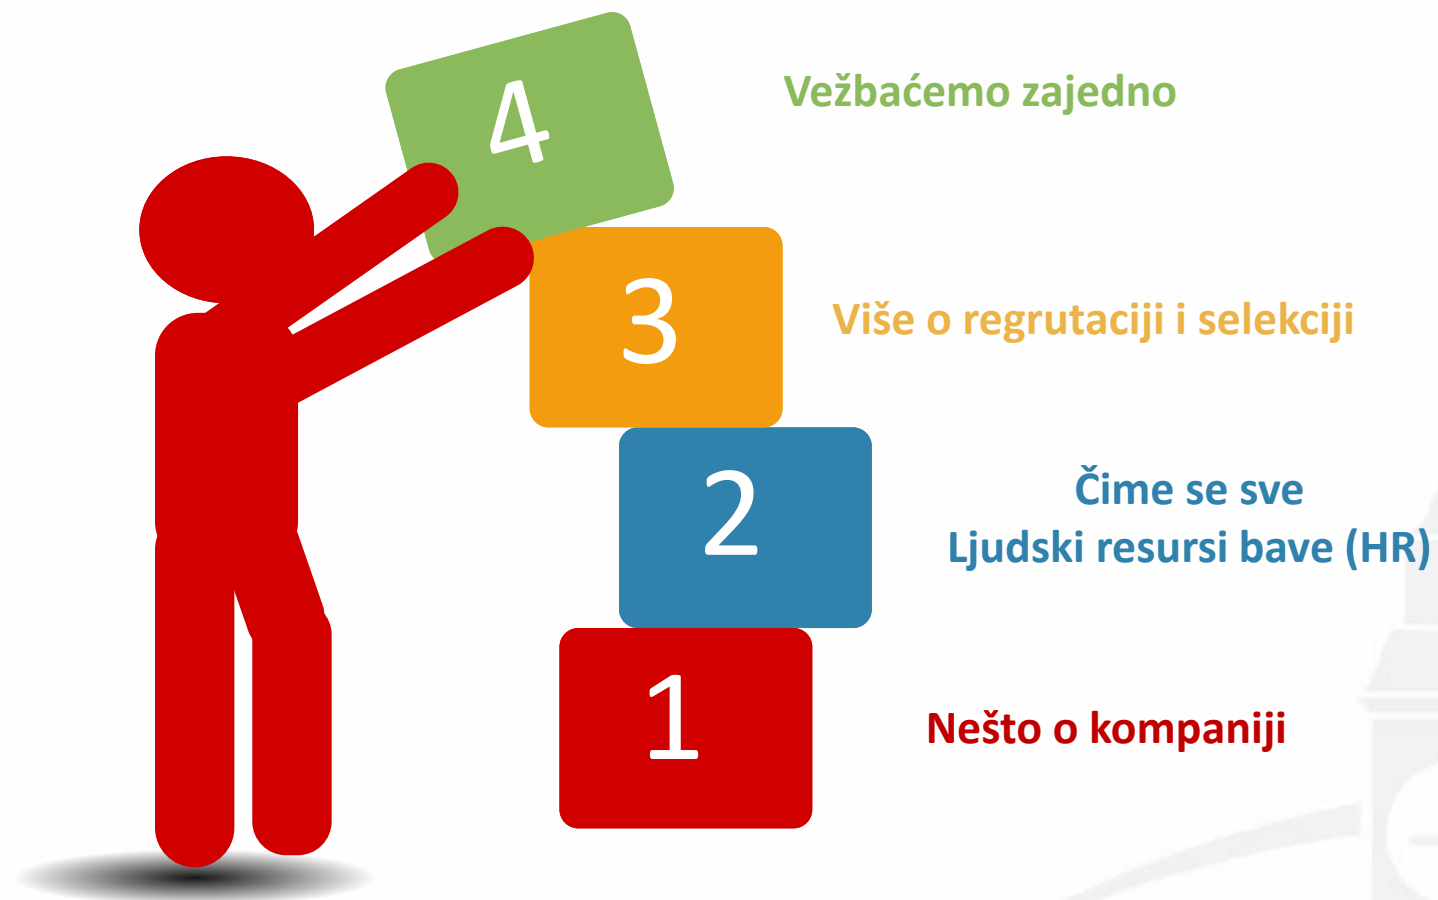 4
Vežbaćemo zajedno
3
Više o regrutaciji i selekciji
2
Čime se sve
Ljudski resursi bave (HR)
1
Nešto o kompaniji